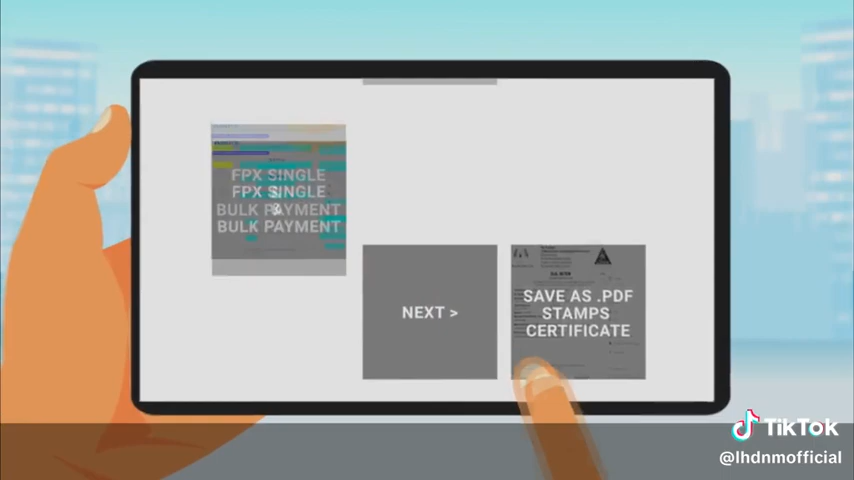 FPX SINGLE
FPX SINGLE
&
BULK PAYMENT
BULK PAYMENT
NEXT >
SAVE AS .PDF
STAMPS
CERTIFICATE
TikTok
@lhdnmofficial